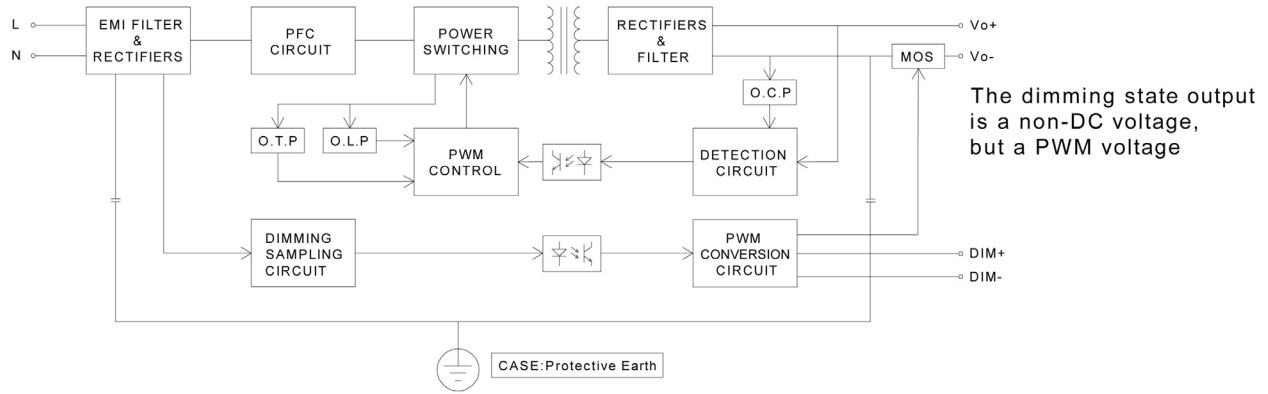 L
N
EMI FILTER
&
RECTIFIERS
PFC
CIRCUIT
POWER
SWITCHING
RECTIFIERS
&
FILTER
Vo+
Vo-
MOS
O.C.P
The dimming state output
is a non-DC voltage,
but a PWM voltage
O.T.P
O.L.P
PWM
CONTROL
DETECTION
CIRCUIT
DIMMING
SAMPLING
CIRCUIT
PWM
CONVERSION
CIRCUIT
DIM+
DIM-
CASE:Protective Earth